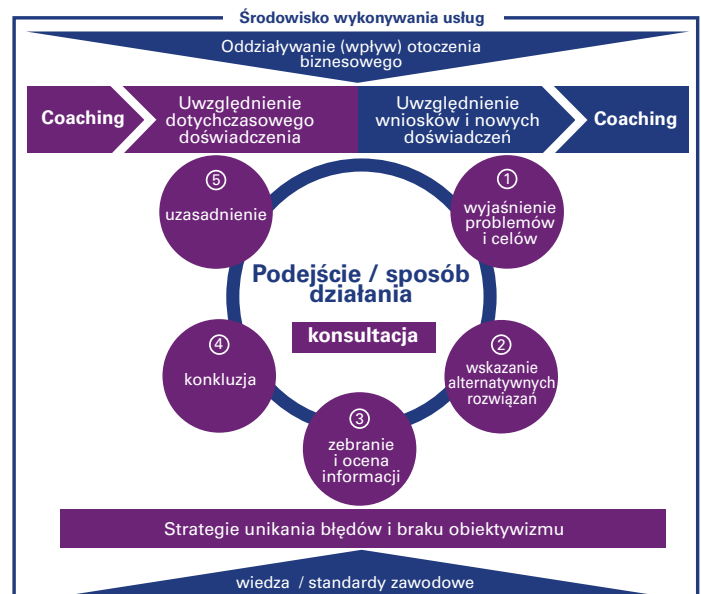 Środowisko wykonywania usług
Oddziaływanie (wpływ) otoczenia
biznesowego
Coaching
Uwzględnienie
dotychczasowego
doświadczenia
Uwzględnienie
wniosków i nowych
doświadczeń
Coaching
5
uzasadnienie
1
wyjaśnienie
problemów
i celów
Podejście / sposób
działania
konsultacja
4
konkluzja
2
wskazanie
alternatywnych
rozwiązań
3
zebranie
i ocena
informacji
Strategie unikania błędów i braku obiektywizmu
wiedza / standardy zawodowe